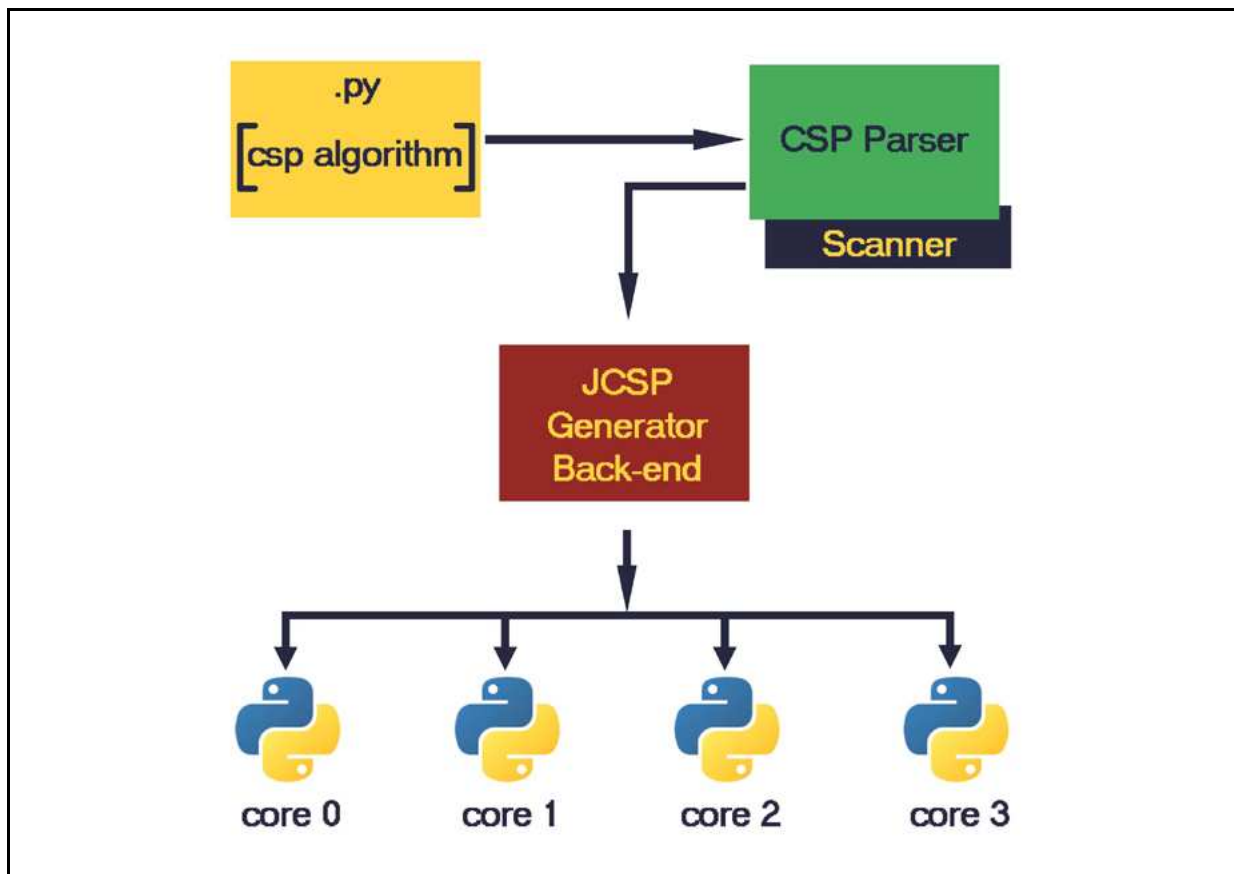 .py
[csp algorithm]
CSP Parser
Scanner
JCSP
Generator
Back-end
core 0
core 1
core 2
core 3